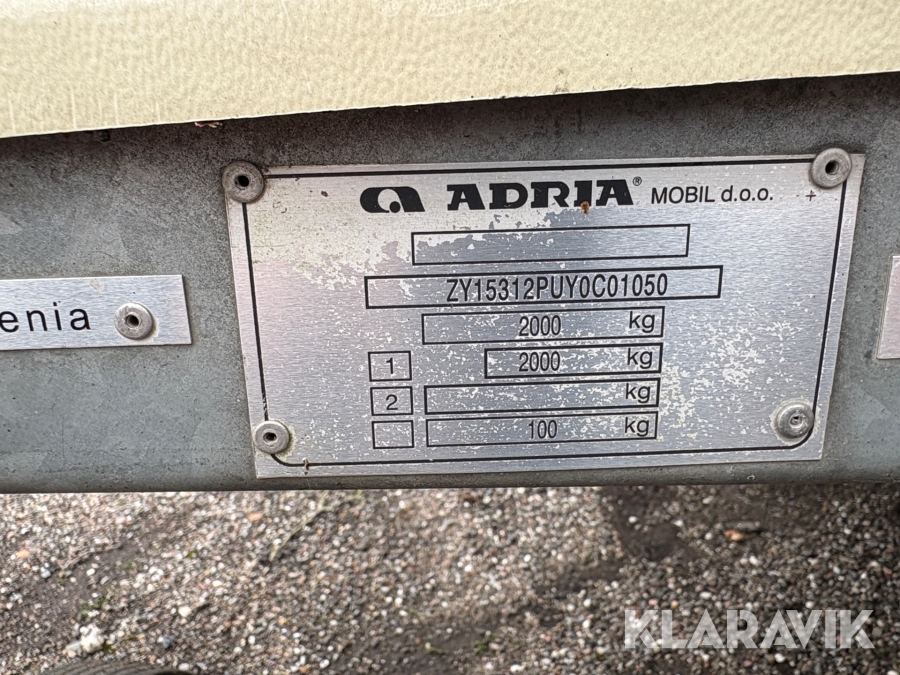 ADRIA® MOBIL d.o.o.
ZY15312PUY0C01050
2000 kg
1 2000 kg
2 kg
100 kg
enia
KLARAVIK